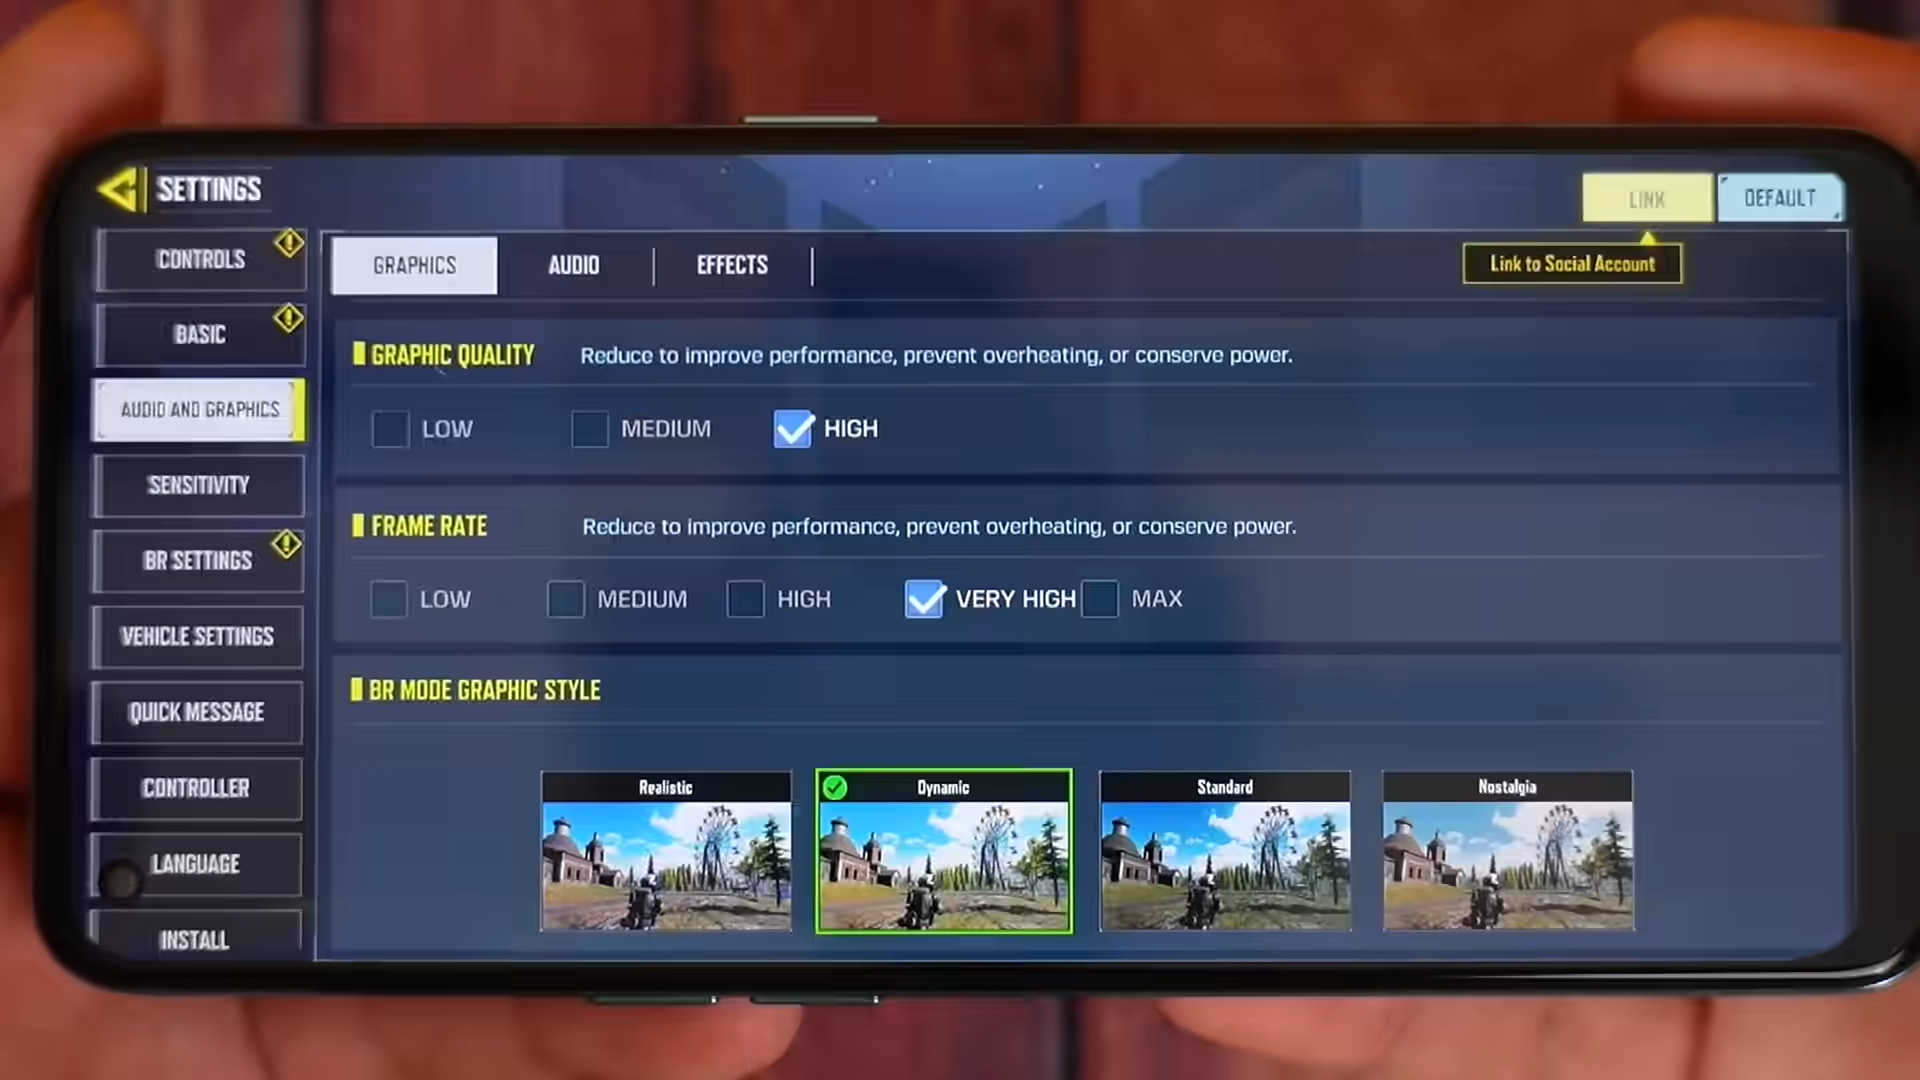 SETTINGS
LINK
DEFAULT
Link to Social Account
CONTROLS
BASIC
AUDIO AND GRAPHICS
SENSITIVITY
BR SETTINGS
VEHICLE SETTINGS
QUICK MESSAGE
CONTROLLER
LANGUAGE
INSTALL
GRAPHICS
AUDIO
EFFECTS
GRAPHIC QUALITY Reduce to improve performance, prevent overheating, or conserve power.
LOW MEDIUM HIGH
FRAME RATE Reduce to improve performance, prevent overheating, or conserve power.
LOW MEDIUM HIGH VERY HIGH MAX
BR MODE GRAPHIC STYLE
Realistic Dynamic Standard Nostalgia